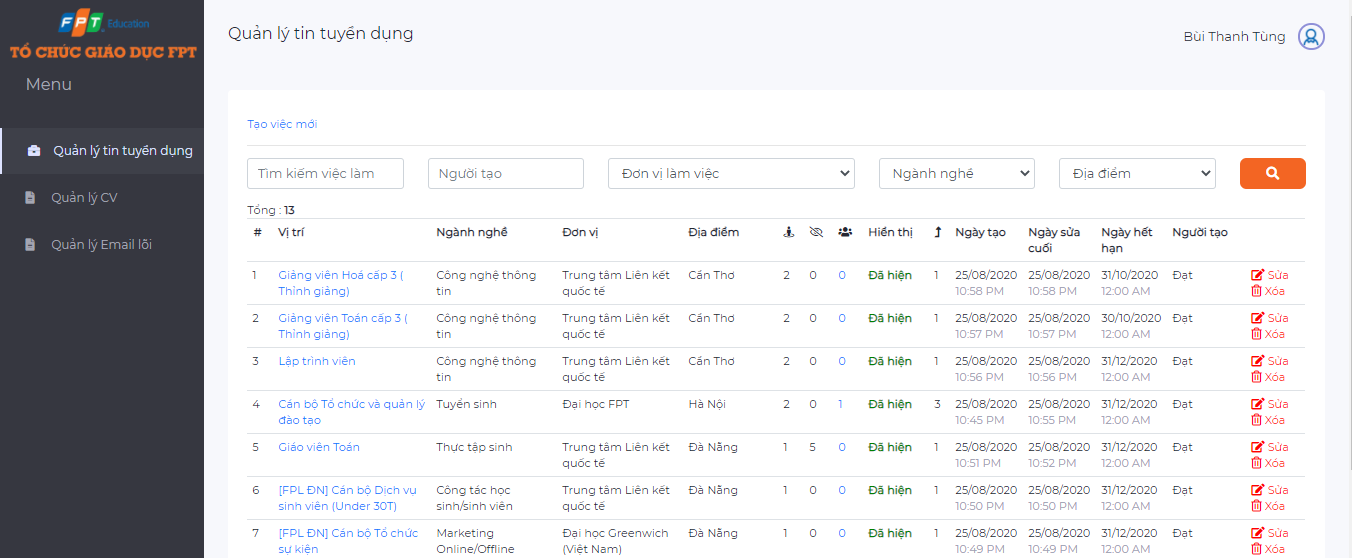 FPT Education
TỔ CHỨC GIÁO DỤC FPT
Menu
Quản lý tin tuyển dụng
Quản lý CV
Quản lý Email lỗi
Quản lý tin tuyển dụng
Bùi Thanh Tùng
Tạo việc mới
Tìm kiếm việc làm Người tạo Đơn vị làm việc Ngành nghề Địa điểm
Tổng : 13
# Vị trí Ngành nghề Đơn vị Địa điểm Hiển thị Ngày tạo Ngày sửa Ngày hết Người tạo
cuối hạn
1 Giảng viên Hoá cấp 3 ( Công nghệ thông Trung tâm Liên kết Cần Thơ 2 0 0 Đã hiện 1 25/08/2020 25/08/2020 31/10/2020 Đạt Sửa
Thỉnh giảng) tin quốc tế 10:58 PM 10:58 PM 12:00 AM Xóa
2 Giảng viên Toán cấp 3 ( Công nghệ thông Trung tâm Liên kết Cần Thơ 2 0 0 Đã hiện 1 25/08/2020 25/08/2020 30/10/2020 Đạt Sửa
Thỉnh giảng) tin quốc tế 10:57 PM 10:57 PM 12:00 AM Xóa
3 Lập trình viên Công nghệ thông Trung tâm Liên kết Cần Thơ 2 0 0 Đã hiện 1 25/08/2020 25/08/2020 31/12/2020 Đạt Sửa
tin quốc tế 10:56 PM 10:56 PM 12:00 AM Xóa
4 Cán bộ Tổ chức và quản lý Tuyển sinh Đại học FPT Hà Nội 2 0 1 Đã hiện 3 25/08/2020 25/08/2020 31/12/2020 Đạt Sửa
đào tạo 10:45 PM 10:55 PM 12:00 AM Xóa
5 Giáo viên Toán Thực tập sinh Trung tâm Liên kết Đà Nẵng 1 5 0 Đã hiện 1 25/08/2020 25/08/2020 31/12/2020 Đạt Sửa
quốc tế 10:51 PM 10:52 PM 12:00 AM Xóa
6 [FPL ĐN] Cán bộ Dịch vụ Công tác học Trung tâm Liên kết Đà Nẵng 1 0 0 Đã hiện 1 25/08/2020 25/08/2020 31/12/2020 Đạt Sửa
sinh viên (Under 30T) sinh/sinh viên quốc tế 10:50 PM 10:50 PM 12:00 AM Xóa
7 [FPL ĐN] Cán bộ Tổ chức Marketing Đại học Greenwich Đà Nẵng 1 0 0 Đã hiện 1 25/08/2020 25/08/2020 31/12/2020 Đạt Sửa
sự kiện Online/Offline (Việt Nam) 10:49 PM 10:49 PM 12:00 AM Xóa